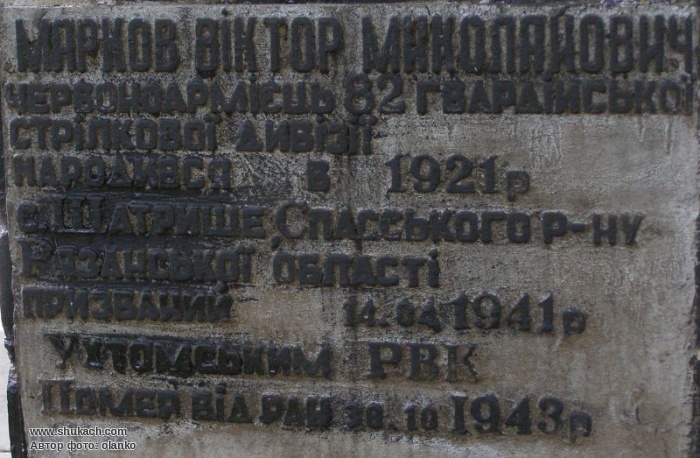 МАРКОВ ВІКТОР МИКОЛАЙОВИЧ
ЧЕРВОНОАРМІЄЦЬ 82 ГВАРДІЙСЬКОЇ
СТРІЛКОВОЇ ДИВІЗІЇ
НАРОДИВСЯ В 1921 р
с. ШАТРИЩЕ СПАССЬКОГО Р-НУ
РЯЗАНСЬКОЇ ОБЛАСТІ
ПРИЗВАНИЙ 14.04 1941 р
УХТОМСЬКИМ РВК
ПОМЕР ВІД РАН 30.10 1943 р
www.shukach.com
Автор фото: olanko